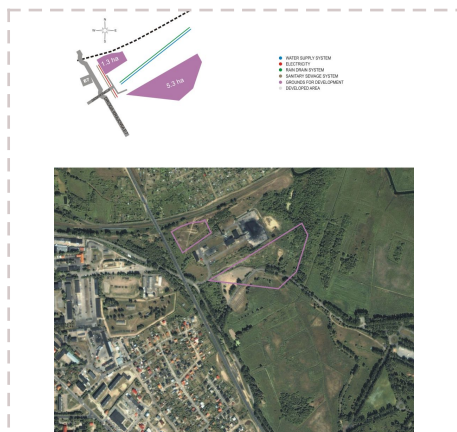 1.3 ha
5.3 ha
WATER SUPPLY SYSTEM
ELECTRICITY
RAIN DRAIN SYSTEM
SANITARY SEWAGE SYSTEM
GROUNDS FOR DEVELOPMENT
DEVELOPED AREA